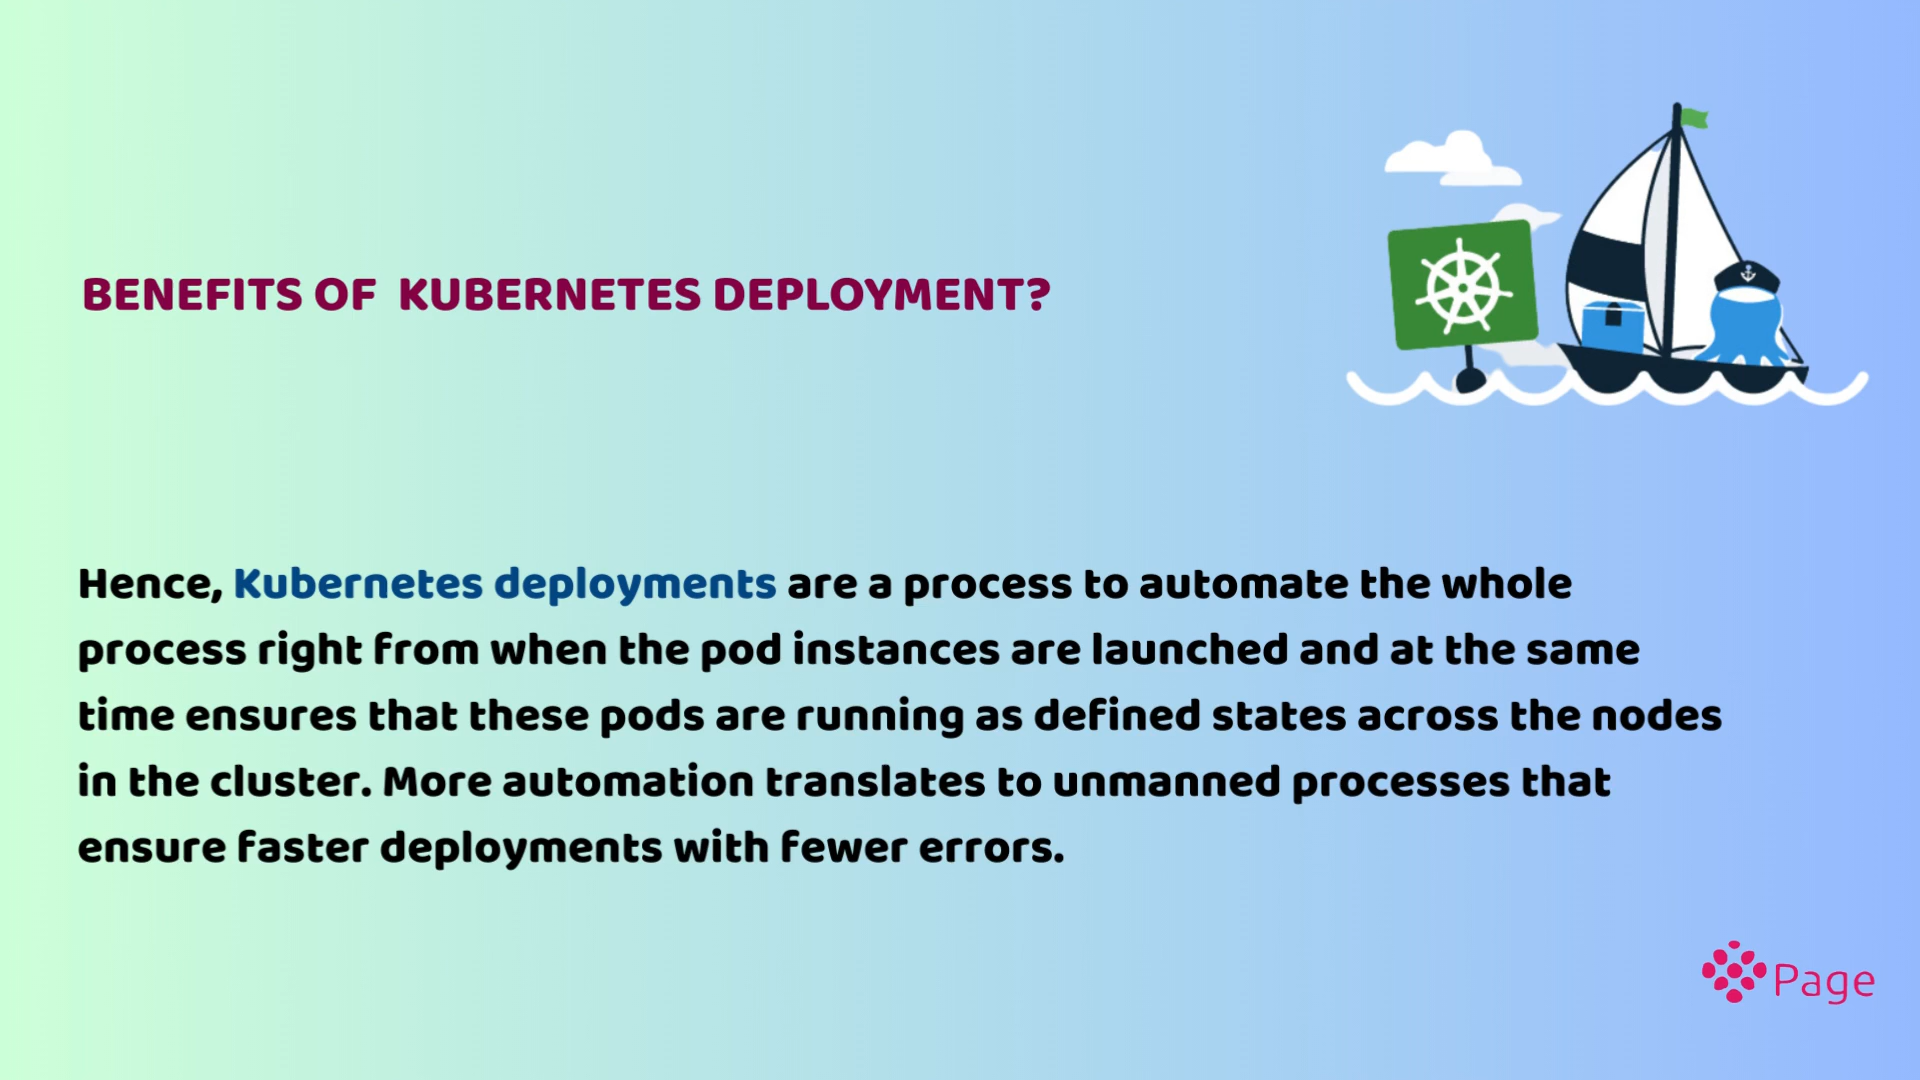 BENEFITS OF  KUBERNETES DEPLOYMENT?
Hence, Kubernetes deployments are a process to automate the whole
process right from when the pod instances are launched and at the same
time ensures that these pods are running as defined states across the nodes
in the cluster. More automation translates to unmanned processes that
ensure faster deployments with fewer errors.
Page